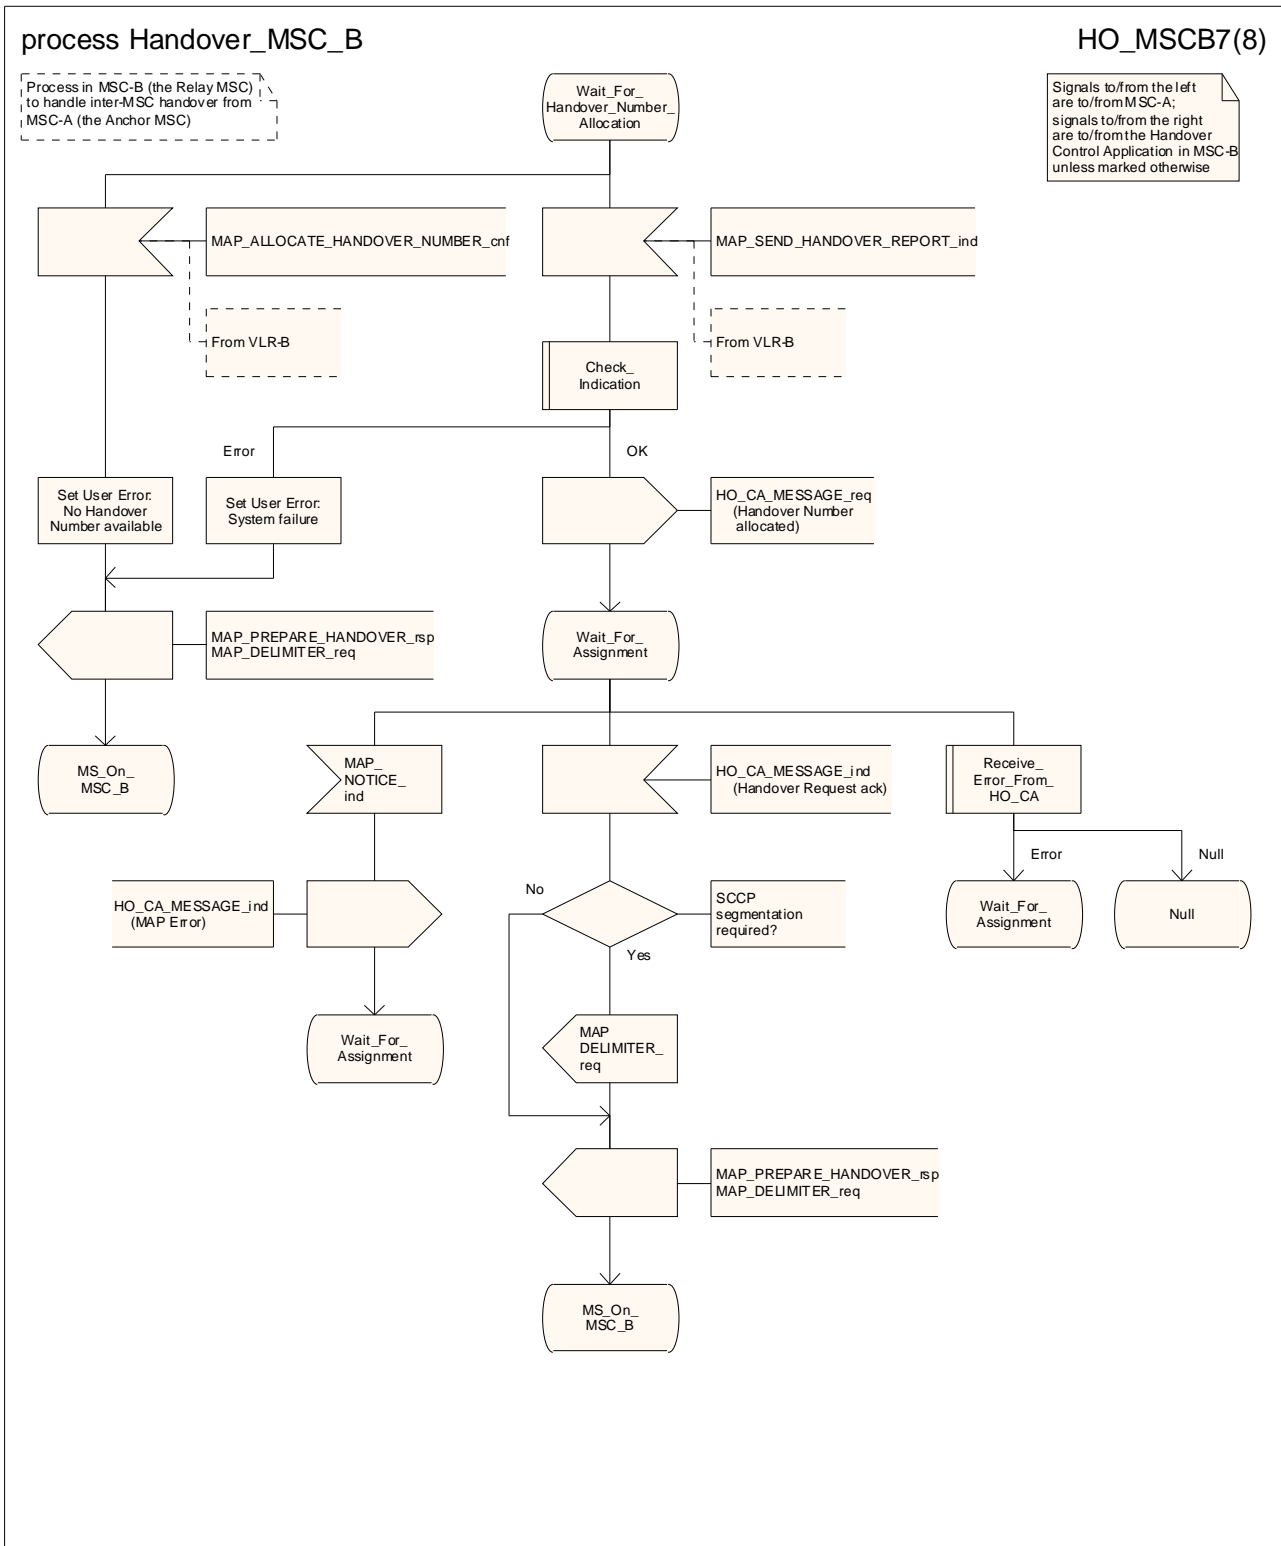 process Handover_MSC_B
HO_MSCB7(8)
Process in MSC-B (the Relay MSC)
to handle inter-MSC handover from
MSC-A (the Anchor MSC)
Wait_For_
Handover_Number_
Allocation
Signals to/from the left
are to/from MSC-A;
signals to/from the right
are to/from the Handover
Control Application in MSC-B
unless marked otherwise
MAP_ALLOCATE_HANDOVER_NUMBER_cnf
MAP_SEND_HANDOVER_REPORT_ind
From VLR-B
From VLR-B
Check_
Indication
Error
OK
Set User Error:
No Handover
Number available
Set User Error:
System failure
HO_CA_MESSAGE_req
(Handover Number
allocated)
MAP_PREPARE_HANDOVER_rsp
MAP_DELIMITER_req
Wait_For_
Assignment
MS_On_
MSC_B
MAP_
NOTICE_
ind
HO_CA_MESSAGE_ind
(Handover Request ack)
Receive_
Error_From_
HO_CA
Error
Null
HO_CA_MESSAGE_ind
(MAP Error)
No
SCCP
segmentation
required?
Yes
Wait_For_
Assignment
Null
Wait_For_
Assignment
MAP
DELIMITER_
req
MAP_PREPARE_HANDOVER_rsp
MAP_DELIMITER_req
MS_On_
MSC_B